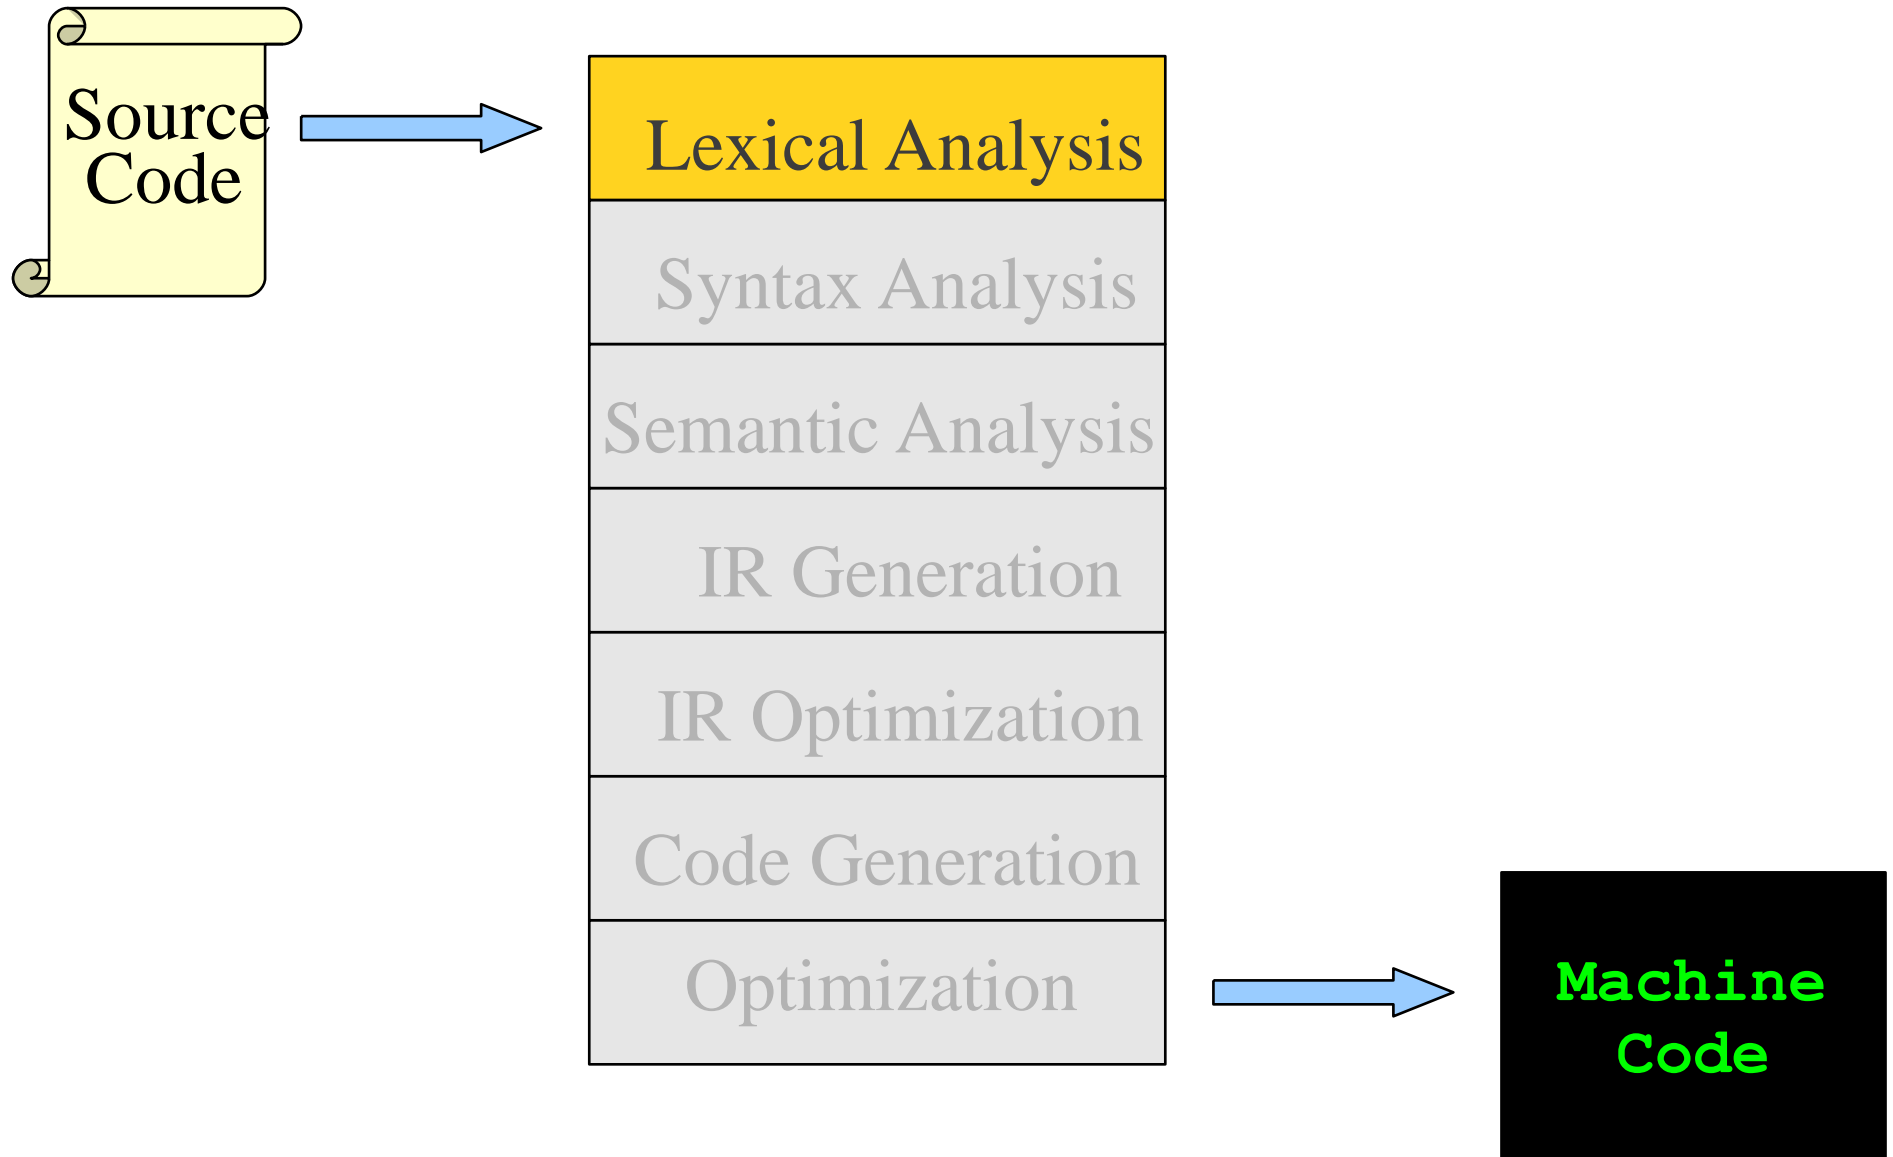 Source
Code
Lexical Analysis
Syntax Analysis
Semantic Analysis
IR Generation
IR Optimization
Code Generation
Optimization
Machine
Code